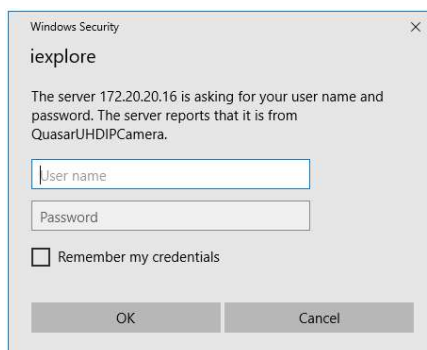 Windows Security
iexplore
The server 172.20.20.16 is asking for your user name and
password. The server reports that it is from
QuasarUHDIPCamera.
User name
Password
Remember my credentials
OK
Cancel